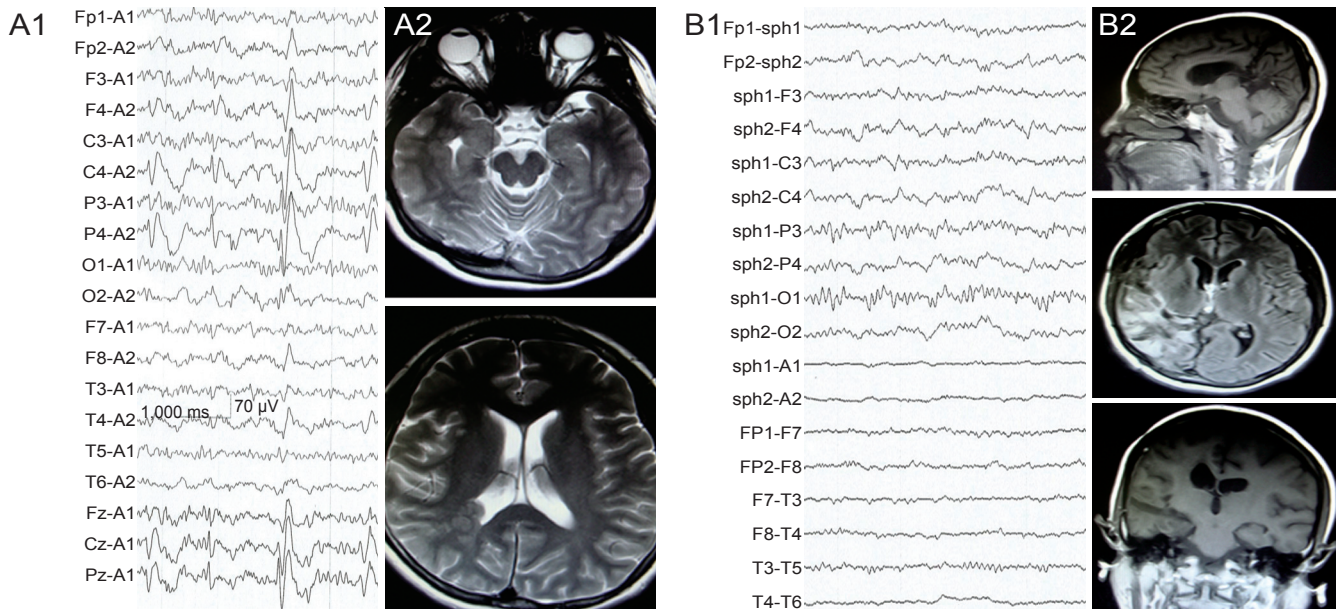 A1
Fp1-A1
Fp2-A2
F3-A1
F4-A2
C3-A1
C4-A2
P3-A1
P4-A2
O1-A1
O2-A2
F7-A1
F8-A2
T3-A1
T4-A2
1,000 ms
70 µV
T5-A1
T6-A2
Fz-A1
Cz-A1
Pz-A1
A2
B1
Fp1-sph1
Fp2-sph2
sph1-F3
sph2-F4
sph1-C3
sph2-C4
sph1-P3
sph2-P4
sph1-O1
sph2-O2
sph1-A1
sph2-A2
FP1-F7
FP2-F8
F7-T3
F8-T4
T3-T5
T4-T6
B2